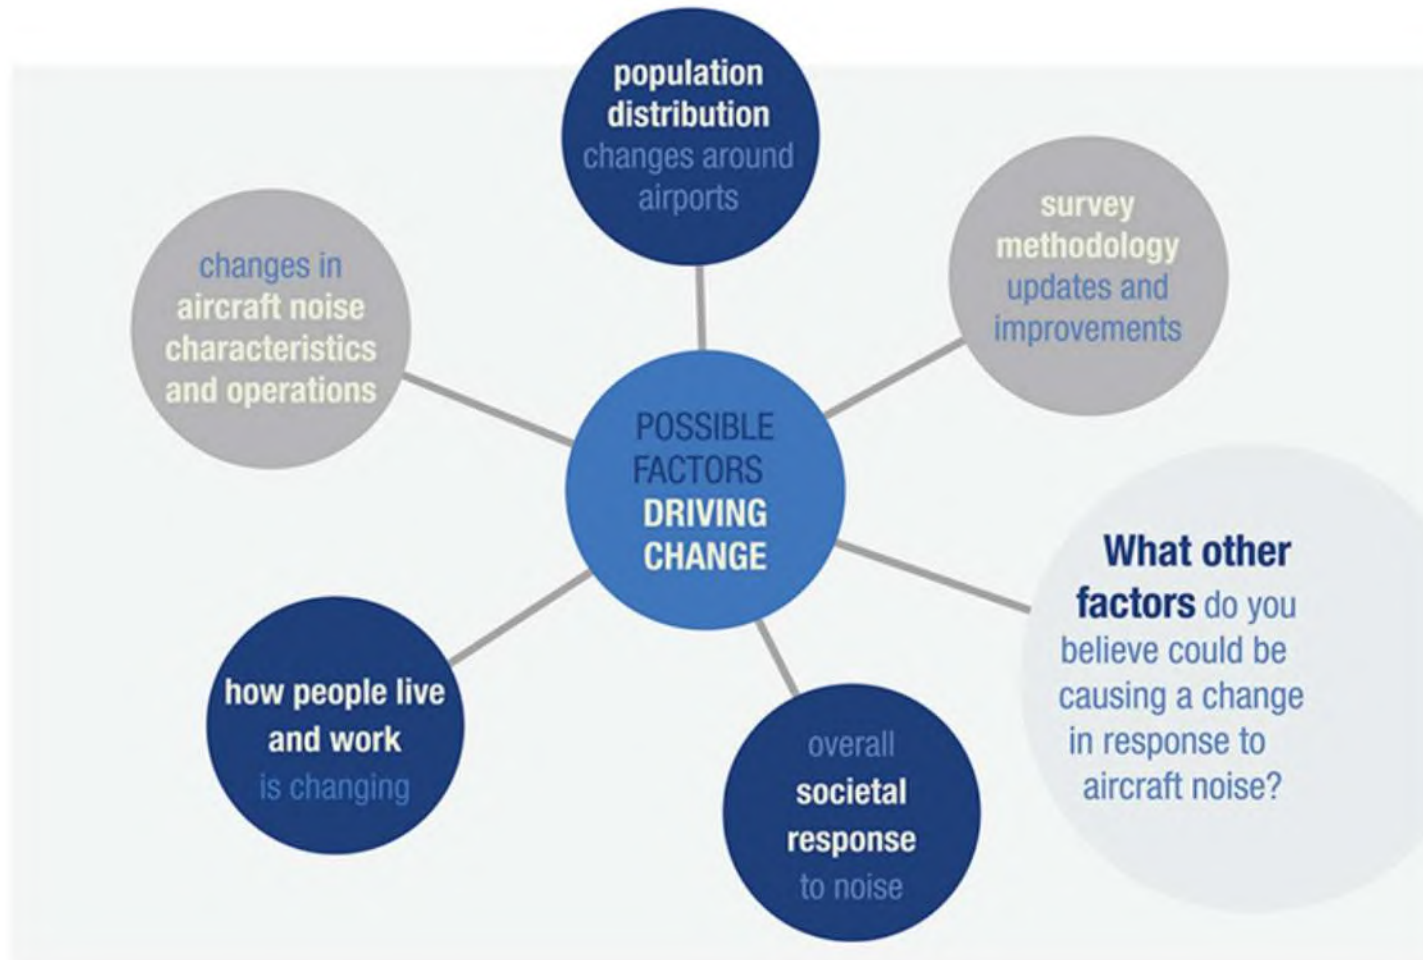 population
distribution
changes around
airports
survey
methodology
updates and
improvements
changes in
aircraft noise
characteristics
and operations
POSSIBLE
FACTORS
DRIVING
CHANGE
What other
factors do you
believe could be
causing a change
in response to
aircraft noise?
how people live
and work
is changing
overall
societal
response
to noise